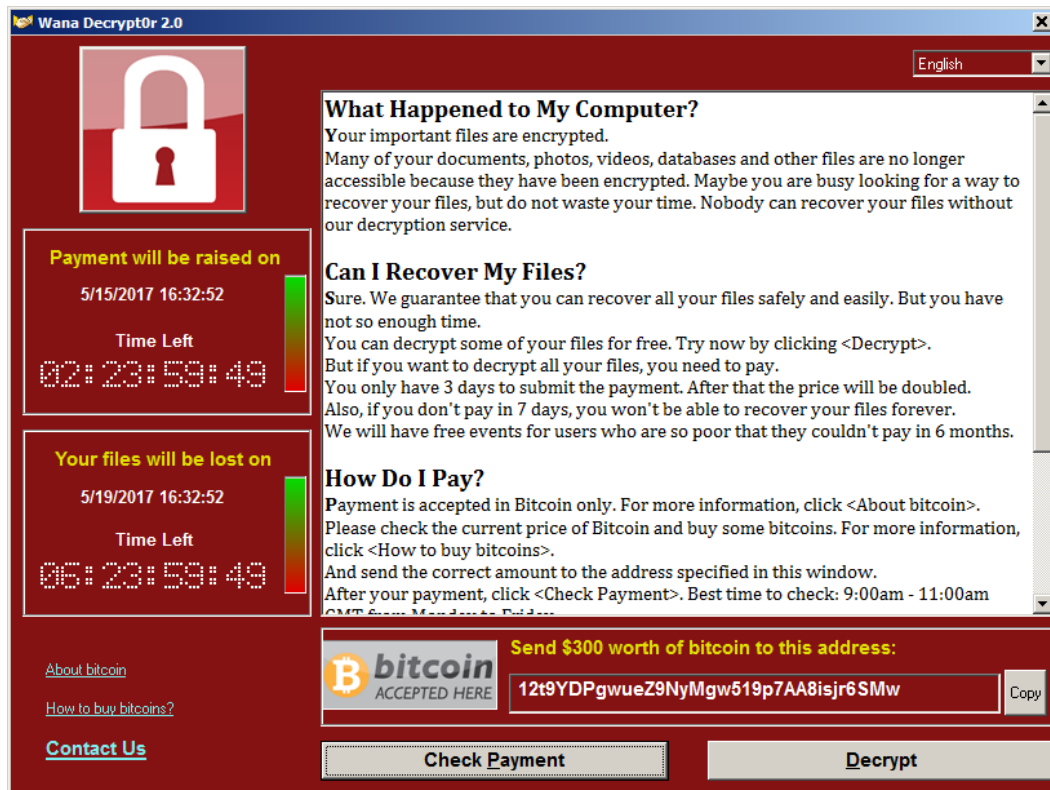 Wana Decrypt0r 2.0
English
What Happened to My Computer?
Your important files are encrypted.
Many of your documents, photos, videos, databases and other files are no longer
accessible because they have been encrypted. Maybe you are busy looking for a way to
recover your files, but do not waste your time. Nobody can recover your files without
our decryption service.
Can I Recover My Files?
Sure. We guarantee that you can recover all your files safely and easily. But you have
not so enough time.
You can decrypt some of your files for free. Try now by clicking <Decrypt>.
But if you want to decrypt all your files, you need to pay.
You only have 3 days to submit the payment. After that the price will be doubled.
Also, if you don't pay in 7 days, you won't be able to recover your files forever.
We will have free events for users who are so poor that they couldn't pay in 6 months.
How Do I Pay?
Payment is accepted in Bitcoin only. For more information, click <About bitcoin>.
Please check the current price of Bitcoin and buy some bitcoins. For more information,
click <How to buy bitcoins>.
And send the correct amount to the address specified in this window.
After your payment, click <Check Payment>. Best time to check: 9:00am - 11:00am
GMT from Monday to Friday.
Payment will be raised on
5/15/2017 16:32:52
Time Left
02:23:59:49
Your files will be lost on
5/19/2017 16:32:52
Time Left
06:23:59:49
About bitcoin
How to buy bitcoins?
Contact Us
bitcoin
ACCEPTED HERE
Send $300 worth of bitcoin to this address:
12t9YDPgwueZ9NyMgw519p7AA8isjr6SMw
Copy
Check Payment
Decrypt